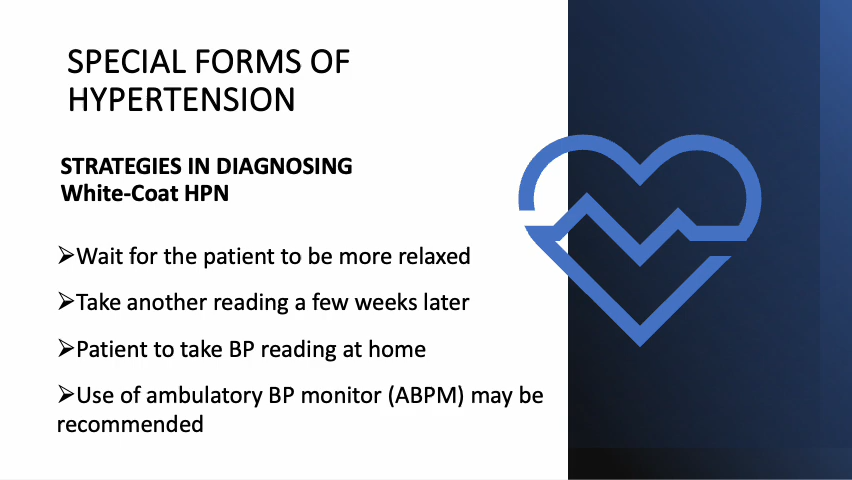 SPECIAL FORMS OF
HYPERTENSION
STRATEGIES IN DIAGNOSING
White-Coat HPN
➢Wait for the patient to be more relaxed
➢Take another reading a few weeks later
➢Patient to take BP reading at home
➢Use of ambulatory BP monitor (ABPM) may be
recommended